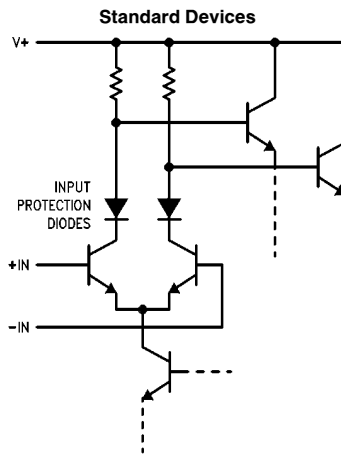 Standard Devices
V+
INPUT
PROTECTION
DIODES
+IN
−IN